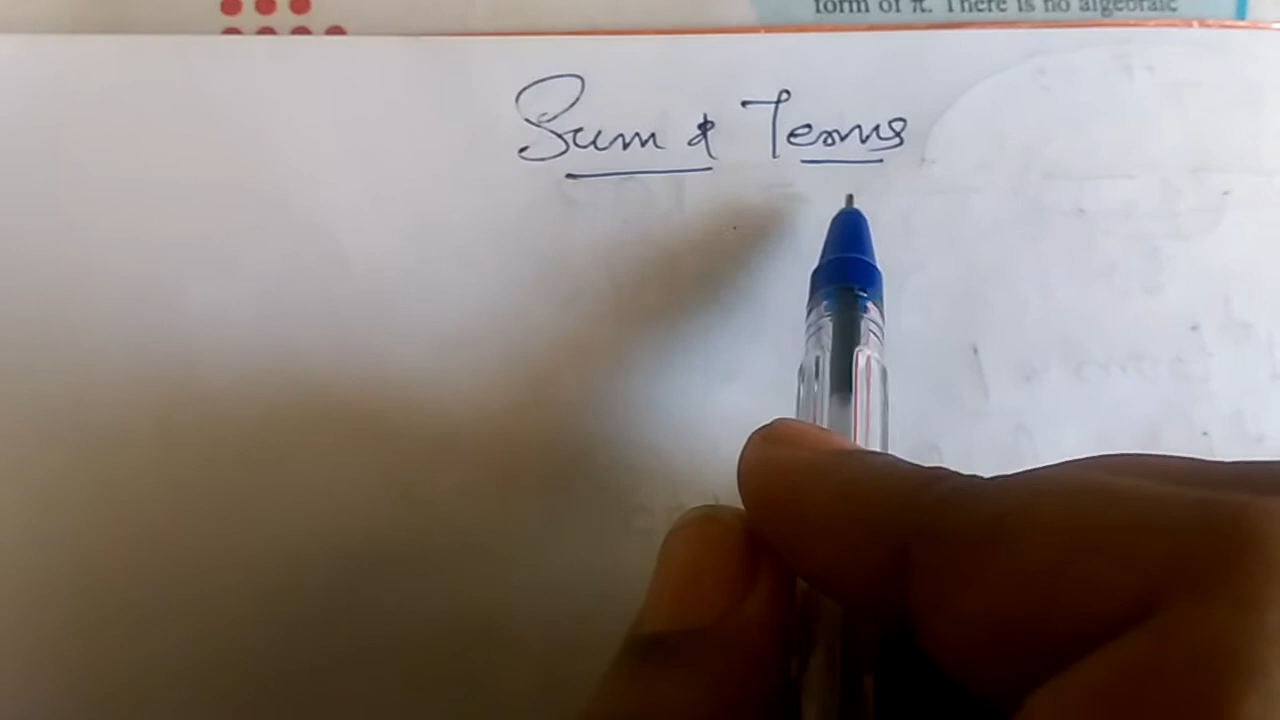 form of π. There is no algebraic
Sum & Terms